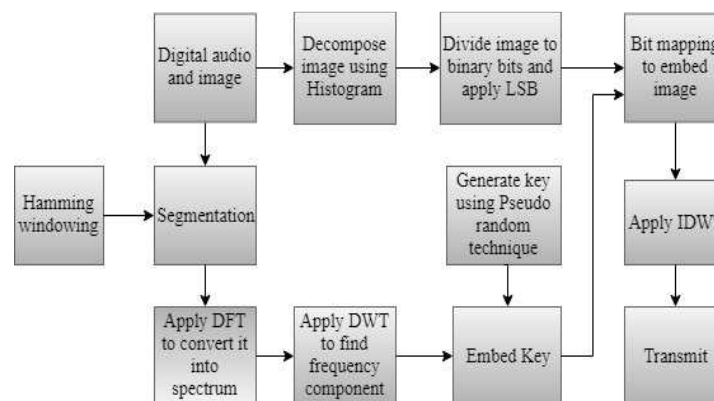 Digital audio
and image
Decompose
image using
Histogram
Divide image to
binary bits and
apply LSB
Bit mapping
to embed
image
Hamming
windowing
Segmentation
Generate key
using Pseudo
random
technique
Apply IDW
Apply DFT
to convert it
into
spectrum
Apply DWT
to find
frequency
component
Embed Key
Transmit